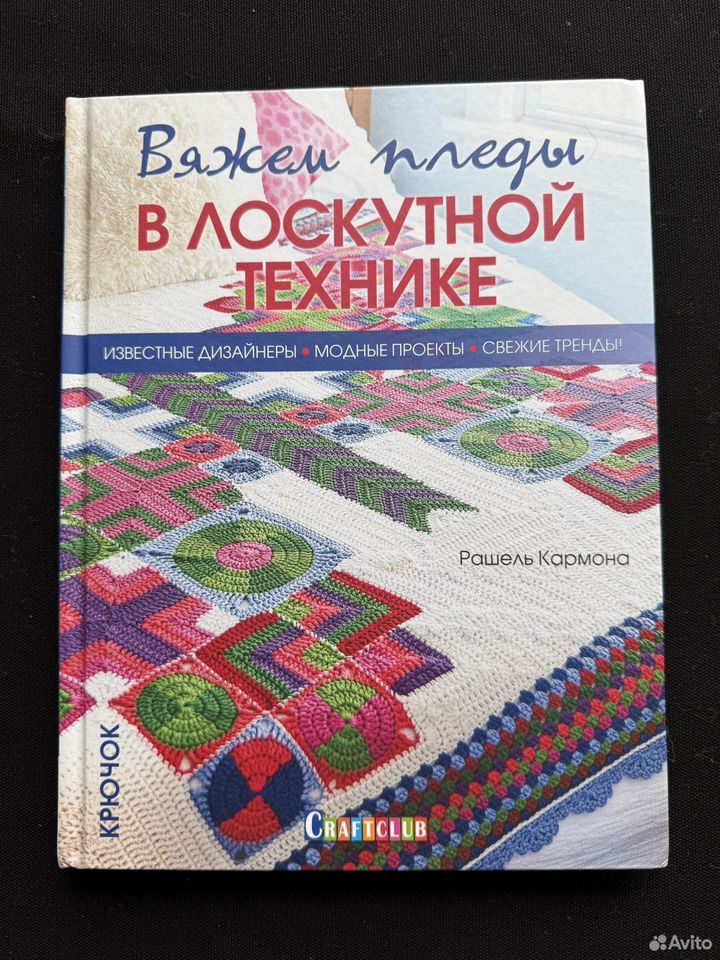 Вяжем пледы
В ЛОСКУТНОЙ
ТЕХНИКЕ
ИЗВЕСТНЫЕ ДИЗАЙНЕРЫ • МОДНЫЕ ПРОЕКТЫ • СВЕЖИЕ ТРЕНДЫ!
Рашель Кармона
КРЮЧОК
CRAFTCLUB
Avito